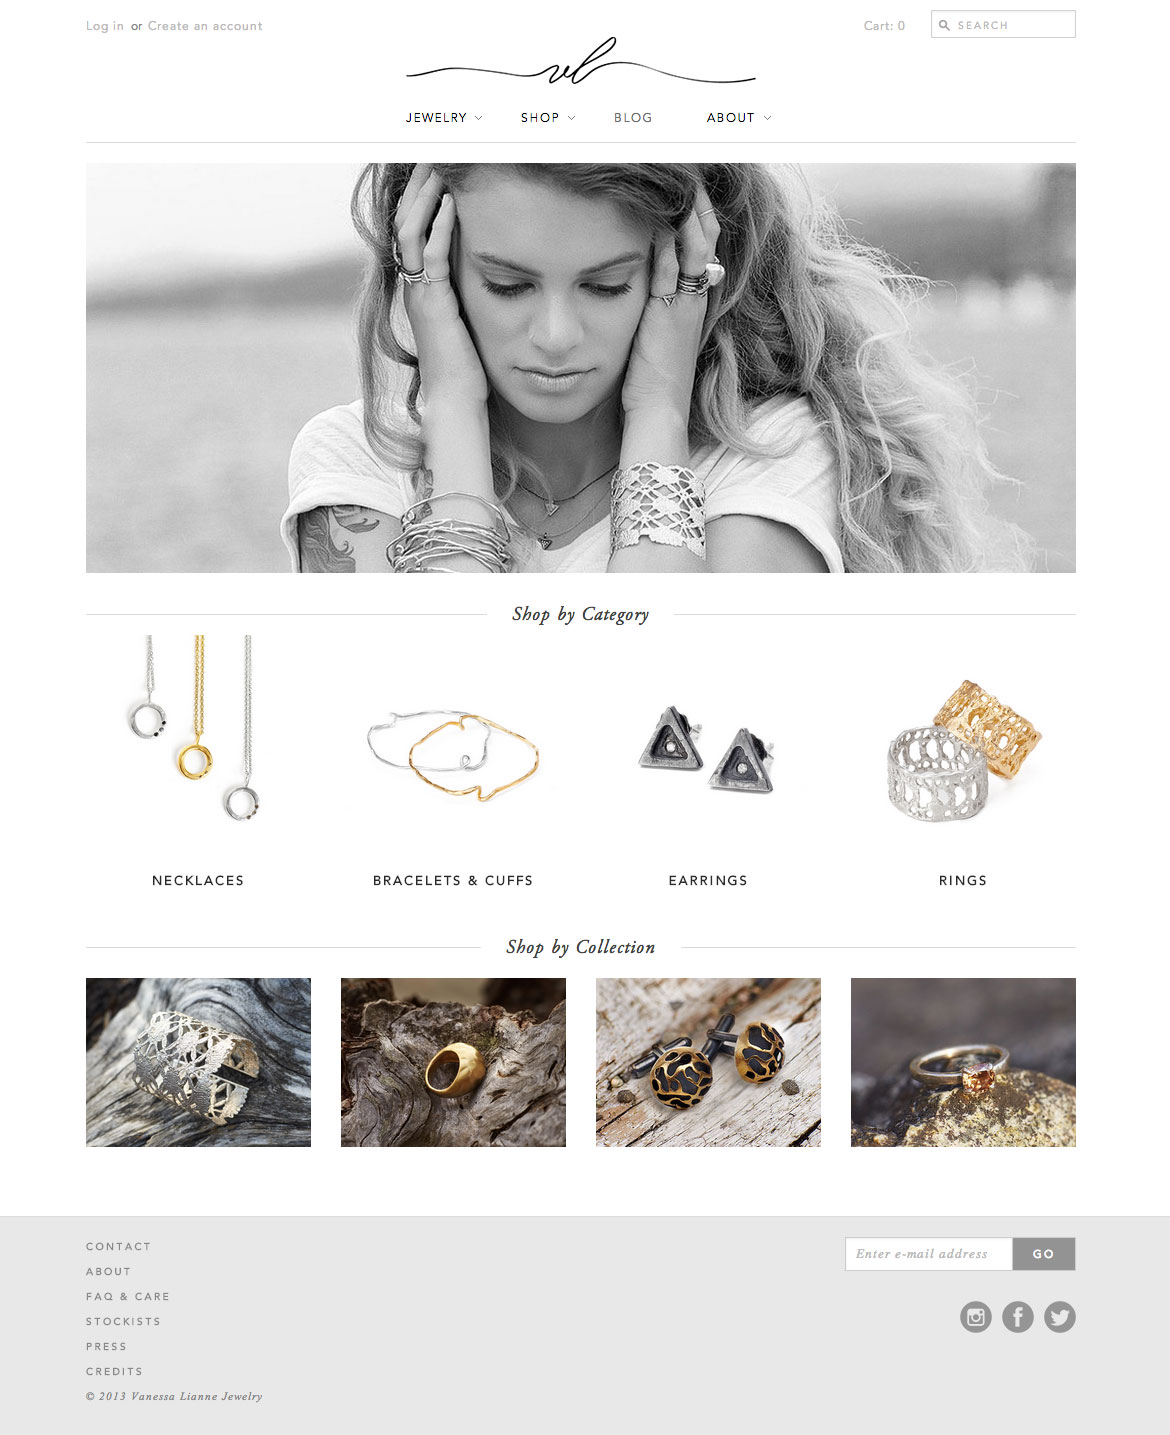 Log in or Create an account
Cart: 0
SEARCH
vl
JEWELRY SHOP BLOG ABOUT
Shop by Category
NECKLACES BRACELETS & CUFFS EARRINGS RINGS
Shop by Collection
CONTACT
ABOUT
FAQ & CARE
STOCKISTS
PRESS
CREDITS
© 2013 Vanessa Lianne Jewelry
Enter e-mail address GO